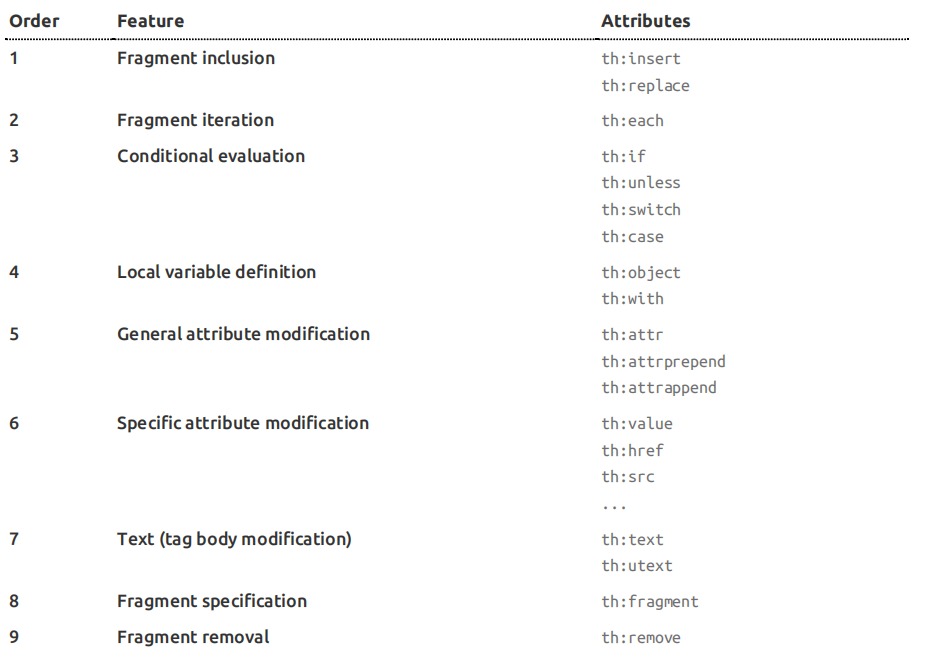 Order Feature Attributes
1 Fragment inclusion th:insert
th:replace
2 Fragment iteration th:each
3 Conditional evaluation th:if
th:unless
th:switch
th:case
4 Local variable definition th:object
th:with
5 General attribute modification th:attr
th:attrprepend
th:attrappend
6 Specific attribute modification th:value
th:href
th:src
...
7 Text (tag body modification) th:text
th:utext
8 Fragment specification th:fragment
9 Fragment removal th:remove